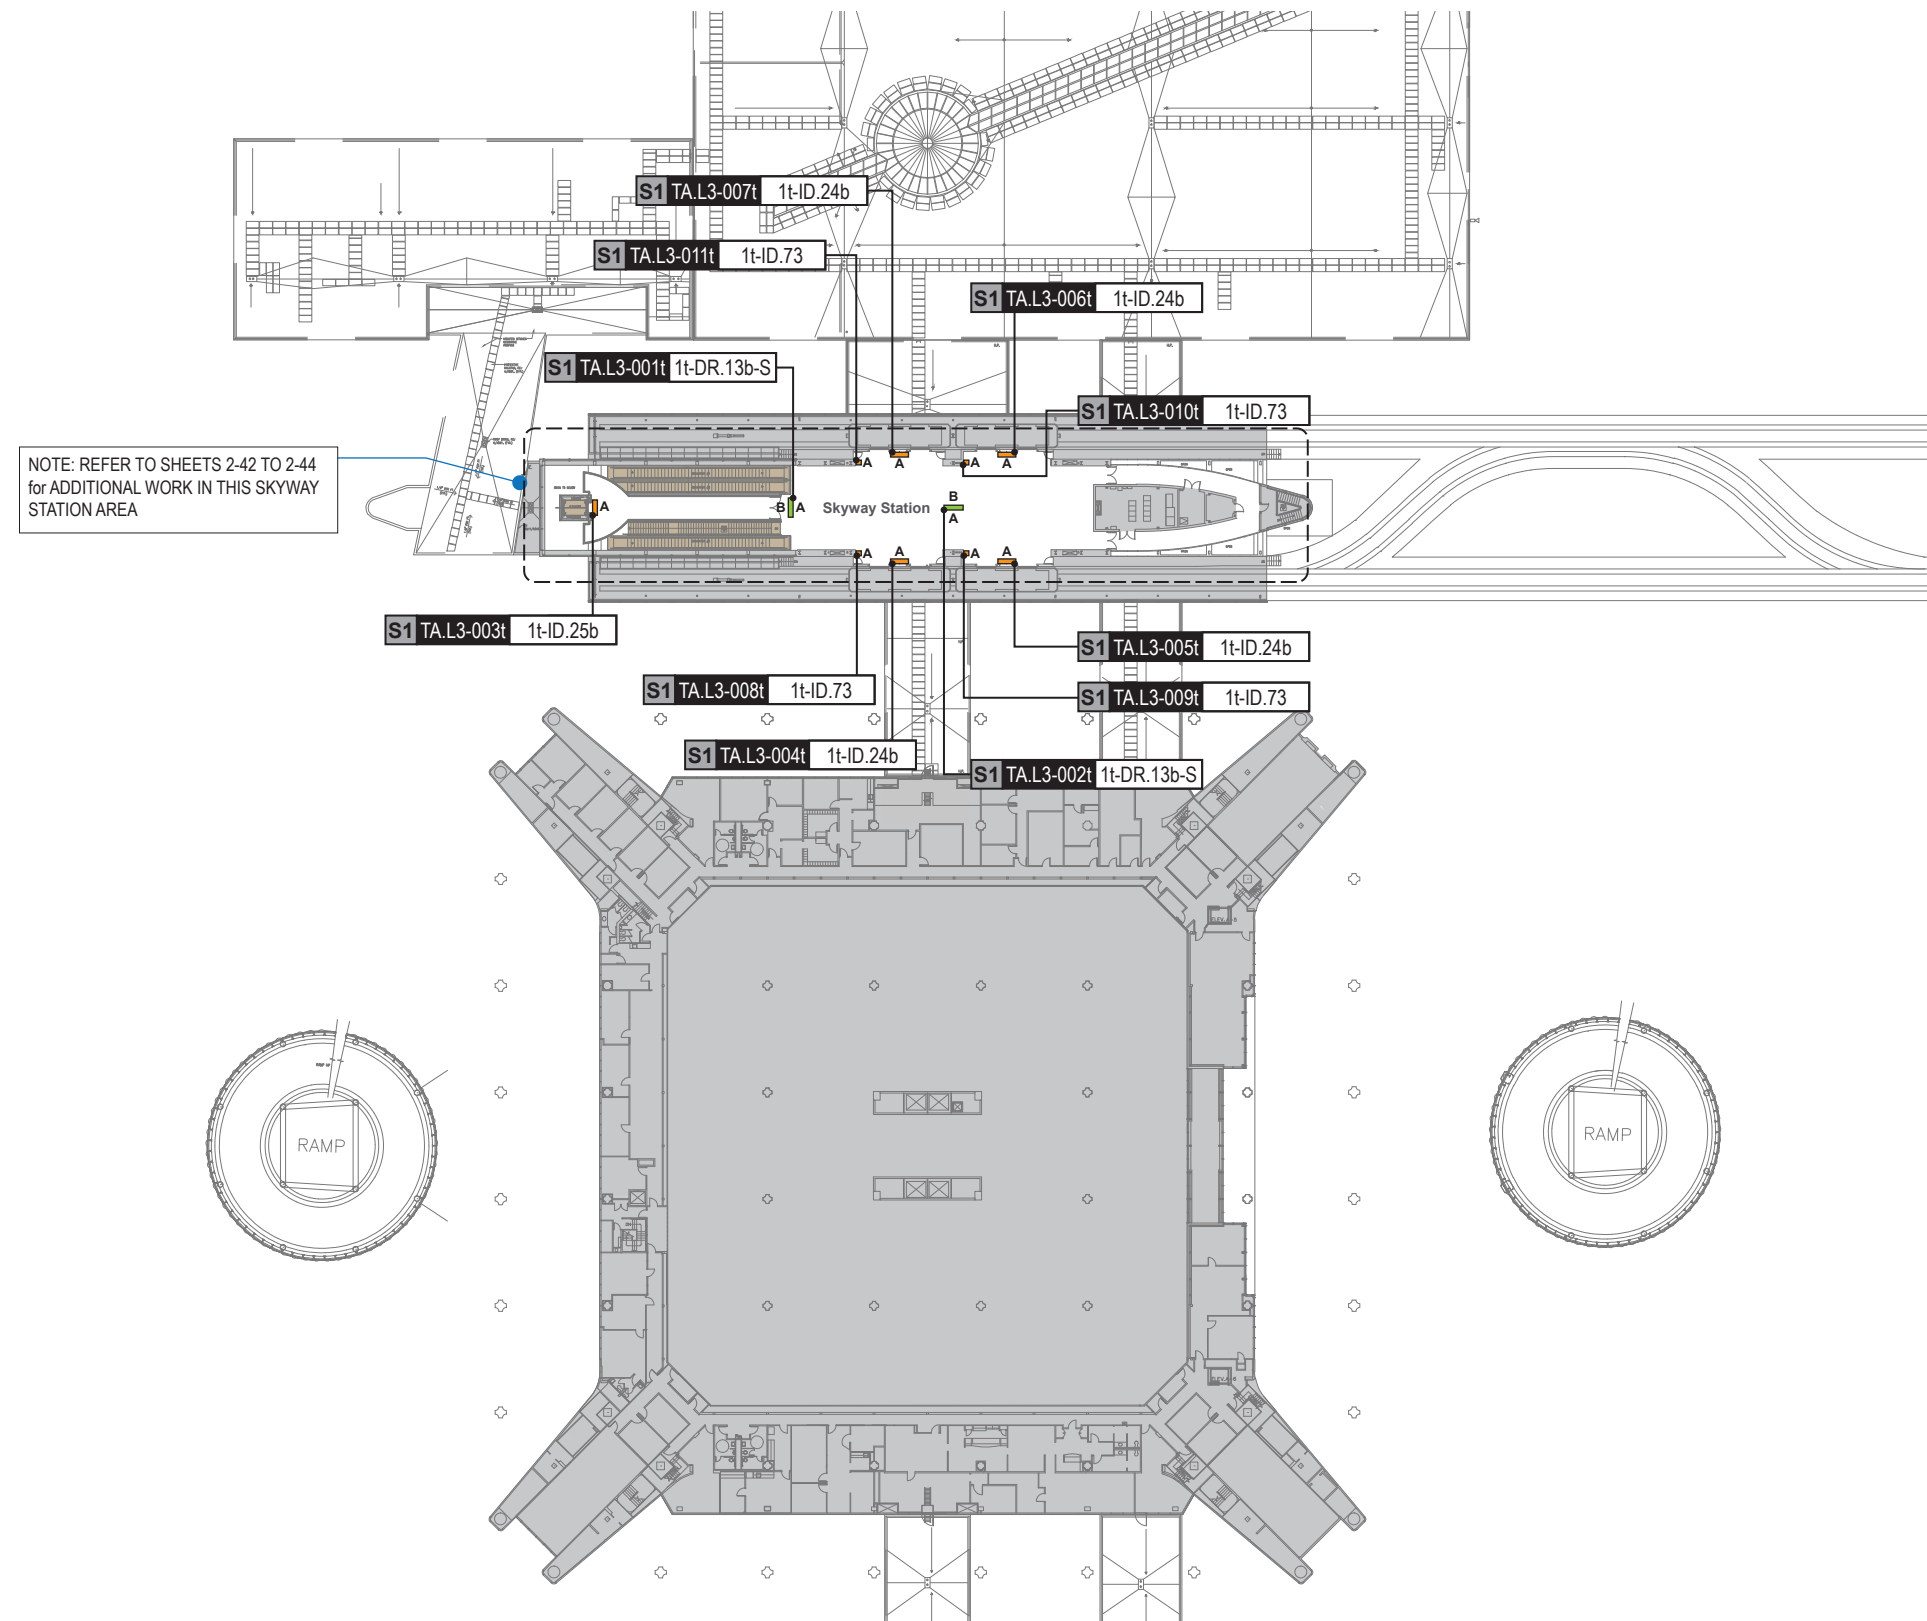 S1 TA.L3-007t 1t-ID.24b
S1 TA.L3-011t 1t-ID.73
S1 TA.L3-006t 1t-ID.24b
S1 TA.L3-001t 1t-DR.13b-S
S1 TA.L3-010t 1t-ID.73
NOTE: REFER TO SHEETS 2-42 TO 2-44
for ADDITIONAL WORK IN THIS SKYWAY
STATION AREA
A A A A
A B A Skyway Station B
A
A A A A
S1 TA.L3-003t 1t-ID.25b
S1 TA.L3-005t 1t-ID.24b
S1 TA.L3-008t 1t-ID.73
S1 TA.L3-009t 1t-ID.73
S1 TA.L3-004t 1t-ID.24b
S1 TA.L3-002t 1t-DR.13b-S
RAMP
RAMP